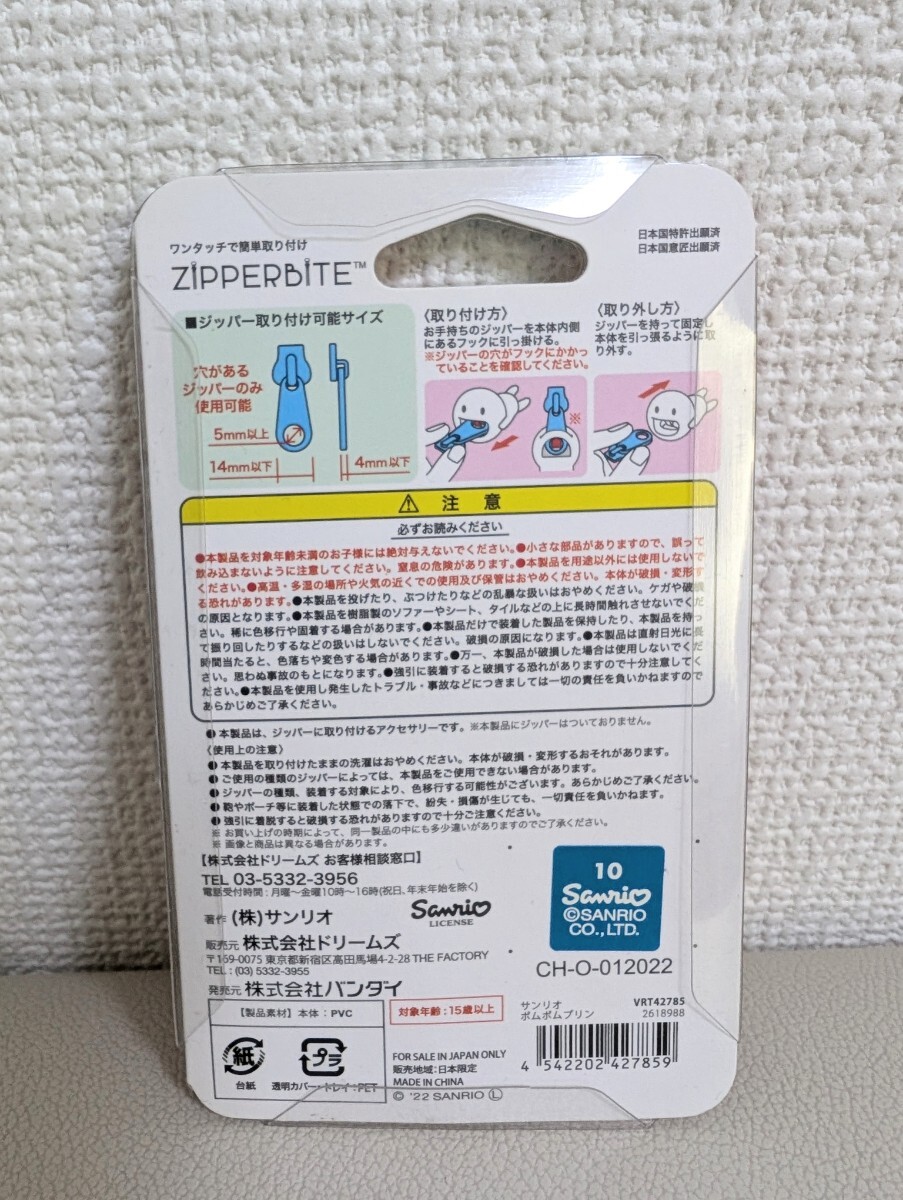 ワンタッチで簡単取り付け
ZIPPERBITE™
日本国特許出願済
日本国意匠出願済
■ジッパー取り付け可能サイズ
穴がある
ジッパーのみ
使用可能
5mm以上
14mm以下
4mm以下
〈取り付け方〉
お手持ちのジッパーを本体内側
にあるフックに引っ掛ける。
※ジッパーの穴がフックにかかっ
ていることを確認してください。
※
〈取り外し方〉
ジッパーを持って固定し
本体を引っ張るように取
り外す。
⚠ 注 意
必ずお読みください
●本製品を対象年齢未満のお子様には絶対与えないでください。●小さな部品がありますので、誤って
飲み込まないように注意してください。窒息の危険があります。●本製品を用途以外には使用しないで
ください。●高温・多湿の場所や火気の近くでの使用及び保管はおやめください。本体が破損・変形す
る恐れがあります。●本製品を投げたり、ぶつけたりなどの乱暴な扱いはおやめください。ケガや破損
の原因となります。●本製品を樹脂製のソファーやシート、タイルなどの上に長時間触れさせないでくだ
さい。稀に色移行や固着する場合があります。●本製品だけで装着した製品を保持したり、本製品を持っ
て振り回したりするなどの扱いはしないでください。破損の原因になります。●本製品は直射日光に長
時間当たると、色落ちや変色する場合があります。●万一、本製品が破損した場合は使用しないでくだ
さい。思わぬ事故のもとになります。●強引に装着すると破損する恐れがありますので十分注意してく
ださい。●本製品を使用し発生したトラブル・事故などにつきましては一切の責任を負いかねますので
あらかじめご了承ください。
●本製品は、ジッパーに取り付けるアクセサリーです。※本製品にジッパーはついておりません。
〈使用上の注意〉
●本製品を取り付けたままの洗濯はおやめください。本体が破損・変形するおそれがあります。
●ご使用の種類のジッパーによっては、本製品をご使用できない場合があります。
●ジッパーの種類、装着する対象により、色移行する可能性がございます。あらかじめご了承ください。
●鞄やポーチ等に装着した状態での落下で、紛失・損傷が生じても、一切責任を負いかねます。
●強引に着脱すると破損する恐れがありますので十分ご注意ください。
※ お買い上げの時期によって、同一製品の中にも多少違いがありますのでご了承ください。
※ 画像と商品は異なる場合があります。
【株式会社ドリームズ お客様相談窓口】
TEL 03-5332-3956
電話受付時間：月曜～金曜10時～16時(祝日、年末年始を除く)
著作 (株)サンリオ
Sanrio
LICENSE
販売元 株式会社ドリームズ
〒169-0075 東京都新宿区高田馬場4-2-28 THE FACTORY
TEL：(03) 5332-3955
発売元 株式会社バンダイ
10
Sanrio
©SANRIO
CO.,LTD.
CH-O-012022
【製品素材】本体：PVC
紙
台紙
プラ
透明カバー・トレイ：PET
対象年齢：15歳以上
FOR SALE IN JAPAN ONLY
販売地域：日本限定
MADE IN CHINA
© '22 SANRIO Ⓛ
サンリオ
ポムポムプリン
VRT42785
2618988
4 542202 427859